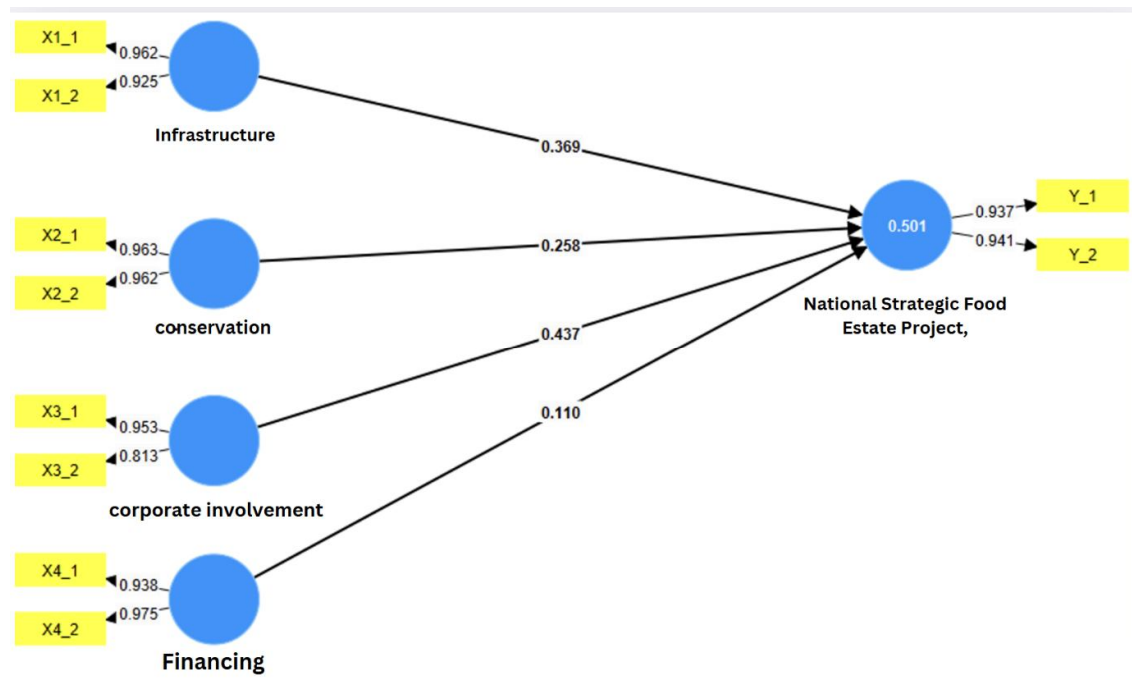 X1_1
0.962
0.925
X1_2
Infrastructure
0.369
X2_1
0.963
0.962
X2_2
conservation
0.258
X3_1
0.953
0.813
X3_2
corporate involvement
0.437
X4_1
0.938
0.975
X4_2
Financing
0.110
0.501
National Strategic Food
Estate Project,
0.937
Y_1
0.941
Y_2